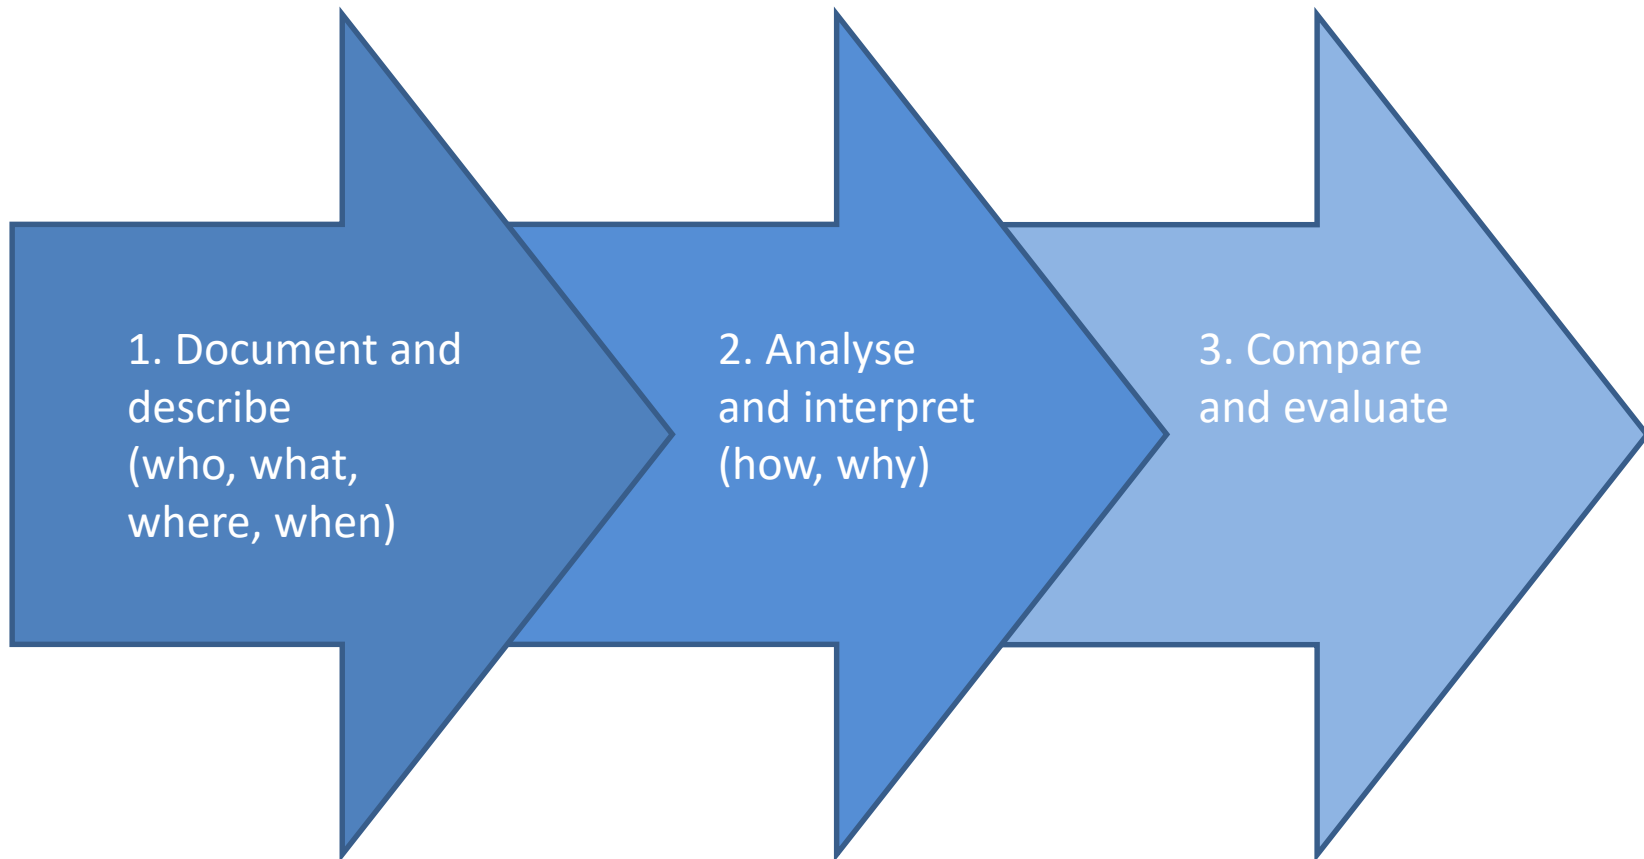 1. Document and
describe
(who, what,
where, when)
2. Analyse
and interpret
(how, why)
3. Compare
and evaluate